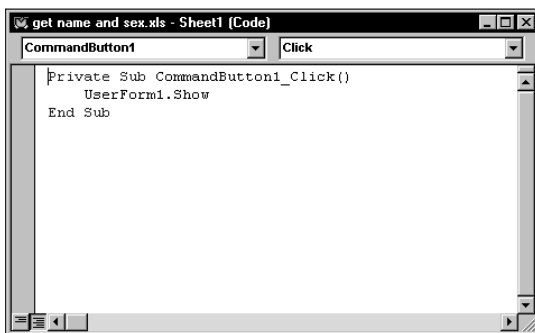 get name and sex.xls - Sheet1 (Code)
CommandButton1 Click
Private Sub CommandButton1_Click()
    UserForm1.Show
End Sub